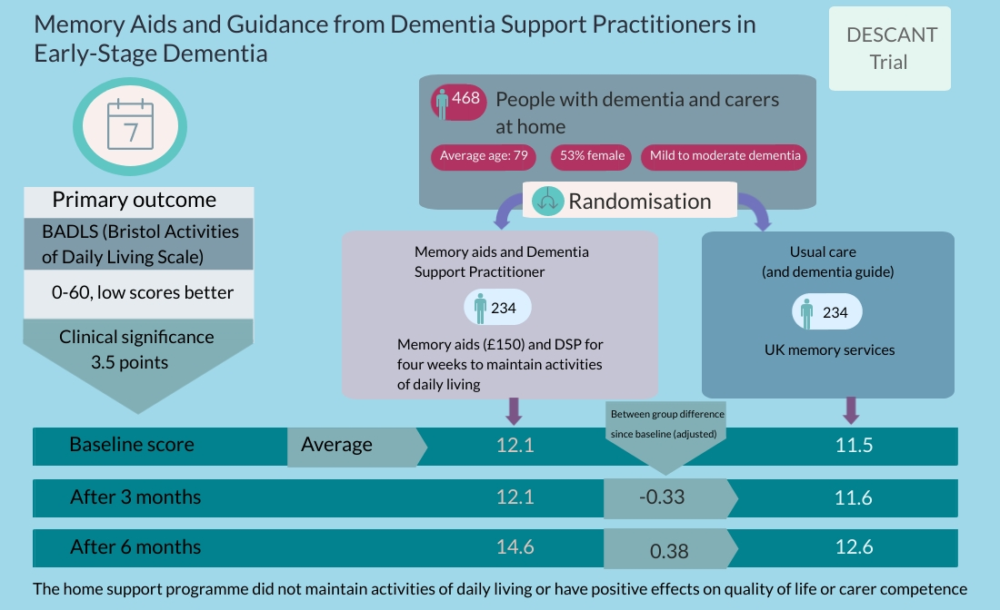 Memory Aids and Guidance from Dementia Support Practitioners in
Early-Stage Dementia
DESCANT
Trial
7
468
People with dementia and carers
at home
Average age: 79
53% female
Mild to moderate dementia
Randomisation
Primary outcome
BADLS (Bristol Activities
of Daily Living Scale)
0-60, low scores better
Clinical significance
3.5 points
Memory aids and Dementia
Support Practitioner
234
Memory aids (£150) and DSP for
four weeks to maintain activities
of daily living
Usual care
(and dementia guide)
234
UK memory services
Between group difference
since baseline (adjusted)
Baseline score
Average
12.1
11.5
After 3 months
12.1
-0.33
11.6
After 6 months
14.6
0.38
12.6
The home support programme did not maintain activities of daily living or have positive effects on quality of life or carer competence